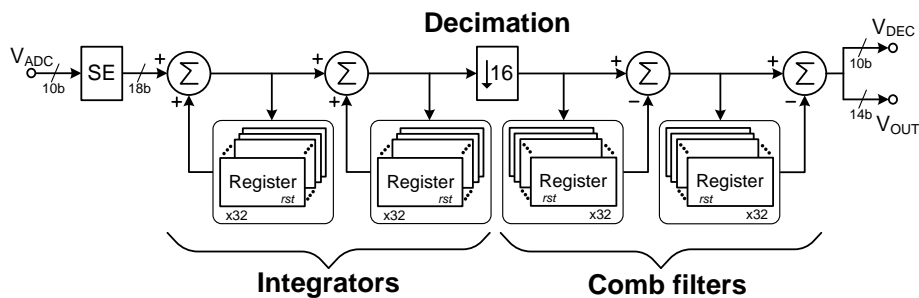 Decimation
V_ADC
10b
SE
18b
+
Σ
+
+
Σ
+
↓16
+
Σ
−
+
Σ
−
V_DEC
10b
14b
V_OUT
Register
rst
x32
Register
rst
x32
Register
rst
x32
Register
rst
x32
Integrators
Comb filters